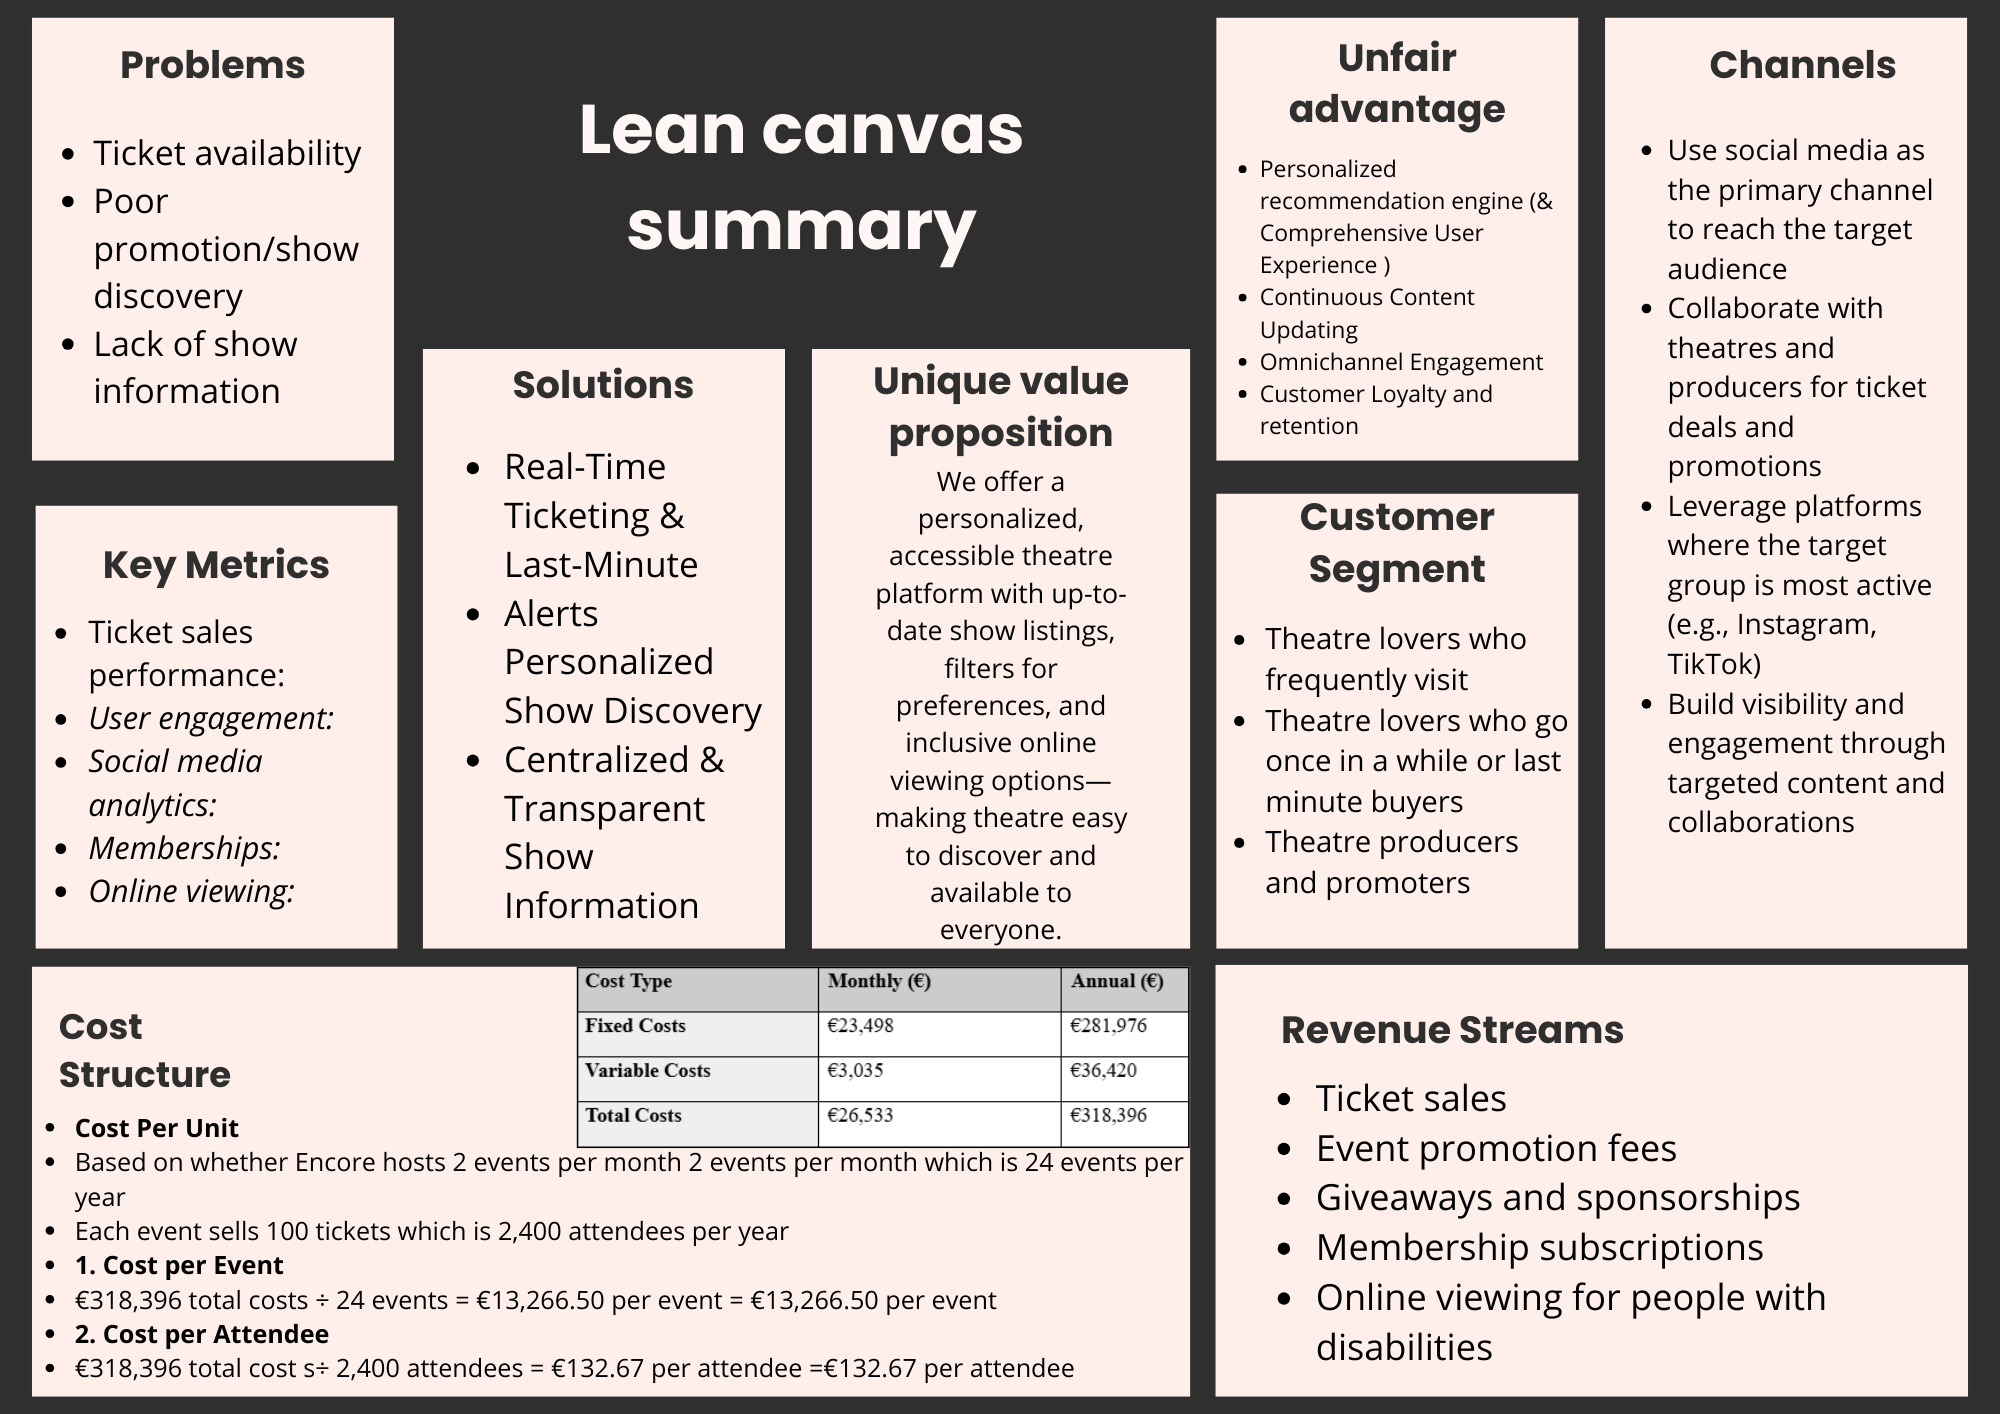 Problems
• Ticket availability
• Poor
promotion/show
discovery
• Lack of show
information
Lean canvas
summary
Unfair
advantage
• Personalized
recommendation engine (&
Comprehensive User
Experience )
• Continuous Content
Updating
• Omnichannel Engagement
• Customer Loyalty and
retention
Channels
• Use social media as
the primary channel
to reach the target
audience
• Collaborate with
theatres and
producers for ticket
deals and
promotions
• Leverage platforms
where the target
group is most active
(e.g., Instagram,
TikTok)
• Build visibility and
engagement through
targeted content and
collaborations
Key Metrics
• Ticket sales
performance:
• User engagement:
• Social media
analytics:
• Memberships:
• Online viewing:
Solutions
• Real-Time
Ticketing &
Last-Minute
• Alerts
Personalized
Show Discovery
• Centralized &
Transparent
Show
Information
Unique value
proposition
We offer a
personalized,
accessible theatre
platform with up-to-
date show listings,
filters for
preferences, and
inclusive online
viewing options—
making theatre easy
to discover and
available to
everyone.
Customer
Segment
• Theatre lovers who
frequently visit
• Theatre lovers who go
once in a while or last
minute buyers
• Theatre producers
and promoters
Cost
Structure
Cost Type Monthly (€) Annual (€)
Fixed Costs €23,498 €281,976
Variable Costs €3,035 €36,420
Total Costs €26,533 €318,396
• Cost Per Unit
• Based on whether Encore hosts 2 events per month 2 events per month which is 24 events per
year
• Each event sells 100 tickets which is 2,400 attendees per year
• 1. Cost per Event
• €318,396 total costs ÷ 24 events = €13,266.50 per event = €13,266.50 per event
• 2. Cost per Attendee
• €318,396 total cost s÷ 2,400 attendees = €132.67 per attendee =€132.67 per attendee
Revenue Streams
• Ticket sales
• Event promotion fees
• Giveaways and sponsorships
• Membership subscriptions
• Online viewing for people with
disabilities